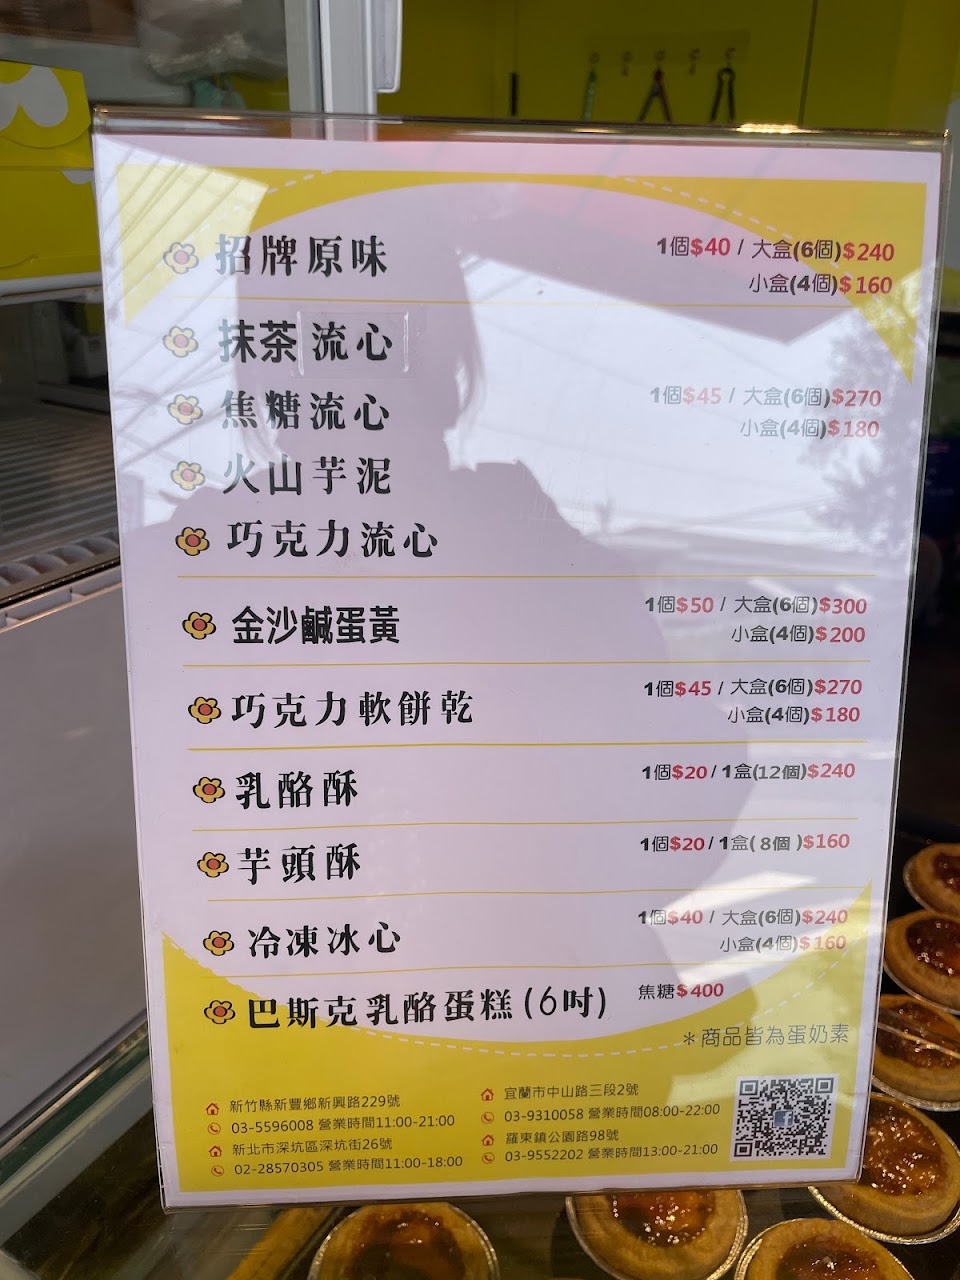 招牌原味 1個$40 / 大盒(6個)$240
小盒(4個)$160
抹茶流心
焦糖流心 1個$45 / 大盒(6個)$270
小盒(4個)$180
火山芋泥
巧克力流心
金沙鹹蛋黃 1個$50 / 大盒(6個)$300
小盒(4個)$200
巧克力軟餅乾 1個$45 / 大盒(6個)$270
小盒(4個)$180
乳酪酥 1個$20/1盒(12個)$240
芋頭酥 1個$20/1盒( 8個 )$160
冷凍冰心 1個$40 / 大盒(6個)$240
小盒(4個)$160
巴斯克乳酪蛋糕(6吋) 焦糖$400
＊商品皆為蛋奶素
新竹縣新豐鄉新興路229號
03-5596008 營業時間11:00-21:00
新北市深坑區深坑街26號
02-28570305 營業時間11:00-18:00
宜蘭市中山路三段2號
03-9310058 營業時間08:00-22:00
羅東鎮公園路98號
03-9552202 營業時間13:00-21:00